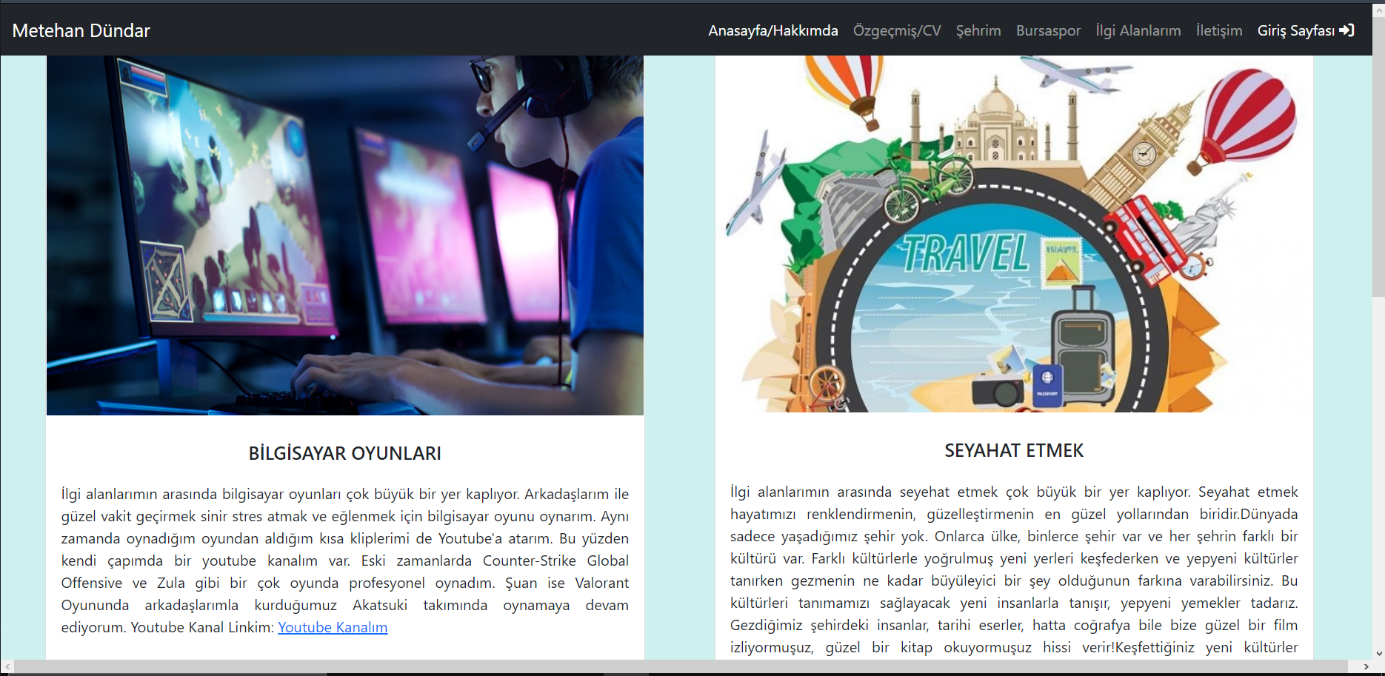 Metehan Dündar
Anasayfa/Hakkımda Özgeçmiş/CV Şehrim Bursaspor İlgi Alanlarım İletişim Giriş Sayfası
TRAVEL
PASSPORT
BİLGİSAYAR OYUNLARI
İlgi alanlarımın arasında bilgisayar oyunları çok büyük bir yer kaplıyor. Arkadaşlarım ile
güzel vakit geçirmek sinir stres atmak ve eğlenmek için bilgisayar oyunu oynarım. Aynı
zamanda oynadığım oyundan aldığım kısa kliplerimi de Youtube'a atarım. Bu yüzden
kendi çapımda bir youtube kanalım var. Eski zamanlarda Counter-Strike Global
Offensive ve Zula gibi bir çok oyunda profesyonel oynadım. Şuan ise Valorant
Oyununda arkadaşlarımla kurduğumuz Akatsuki takımında oynamaya devam
ediyorum. Youtube Kanal Linkim: Youtube Kanalım
SEYAHAT ETMEK
İlgi alanlarımın arasında seyehat etmek çok büyük bir yer kaplıyor. Seyahat etmek
hayatımızı renklendirmenin, güzelleştirmenin en güzel yollarından biridir.Dünyada
sadece yaşadığımız şehir yok. Onlarca ülke, binlerce şehir var ve her şehrin farklı bir
kültürü var. Farklı kültürlerle yoğrulmuş yeni yerleri keşfederken ve yepyeni kültürler
tanırken gezmenin ne kadar büyüleyici bir şey olduğunun farkına varabilirsiniz. Bu
kültürleri tanımamızı sağlayacak yeni insanlarla tanışır, yepyeni yemekler tadarız.
Gezdiğimiz şehirdeki insanlar, tarihi eserler, hatta coğrafya bile bize güzel bir film
izliyormuşuz, güzel bir kitap okuyormuşuz hissi verir!Keşfettiğiniz yeni kültürler